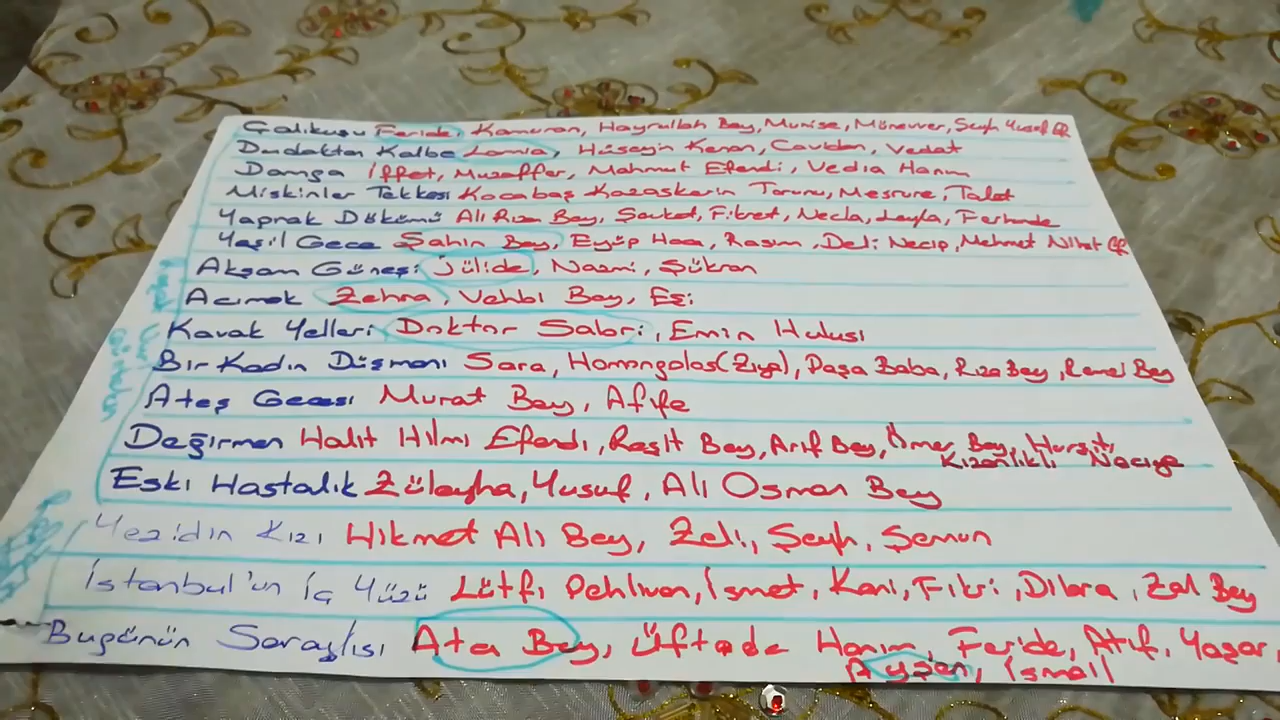 Çalıkuşu Feride, Kamuran, Hayrullah Bey, Munise, Münevver, Şeyh Yusuf Ef
Dudaktan Kalbe Lamia, Hüseyin Kenan, Cavidan, Vedat
Damga İffet, Muzaffer, Mahmut Efendi, Vedia Hanım
Miskinler Tekkesi Kocabaş Kazaskerin Torunu, Mesrure, Talat
Yaprak Dökümü Ali Rıza Bey, Şevket, Fikret, Necla, Leyla, Ferhunde
Yeşil Gece Şahin Bey, Eyüp Hoca, Rasim, Deli Necip, Mehmet Nihat Ef
Akşam Güneşi Jülide, Nazmi, Şükran
Acımak Zehra, Vehbi Bey, Eşi
Kavak Yelleri Doktor Sabri, Emin Hulusi
Bir Kadın Düşmanı Sara, Homongolos(Ziya), Paşa Baba, Rıza Bey, Remzi Bey
Ateş Gecesi Murat Bey, Afife
Değirmen Halit Hilmi Efendi, Reşit Bey, Arif Bey, Ömer Bey, Hurşit,
Kızanlıklı Naciye
Eski Hastalık Züleyha, Yusuf, Ali Osman Bey
Yezidin Kızı Hikmet Ali Bey, Zeli, Şeyh, Şemun
İstanbul'un İç Yüzü Lütfi Pehlivan, İsmet, Kani, Fikri, Dilara, Zal Bey
Bugünün Saraylısı Ata Bey, Üftade Hanım, Feride, Atıf, Yaşar,
Ayşen, İsmail